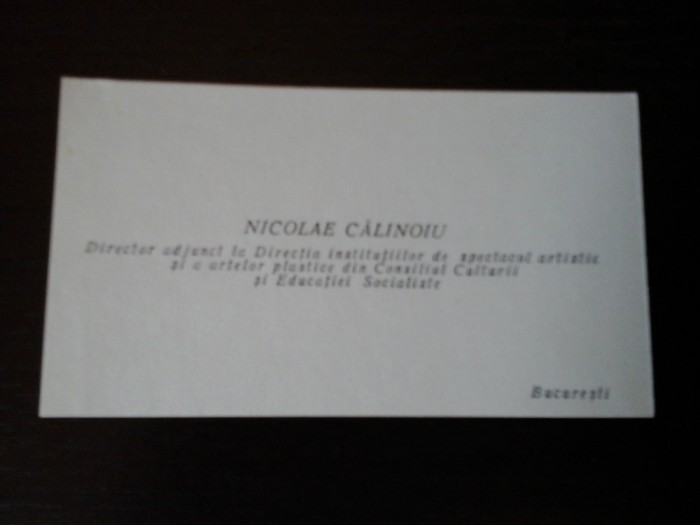 NICOLAE CĂLINOIU
Director adjunct la Direcția instituțiilor de spectacol artistic
și a artelor plastice din Consiliul Culturii
și Educației Socialiste
București